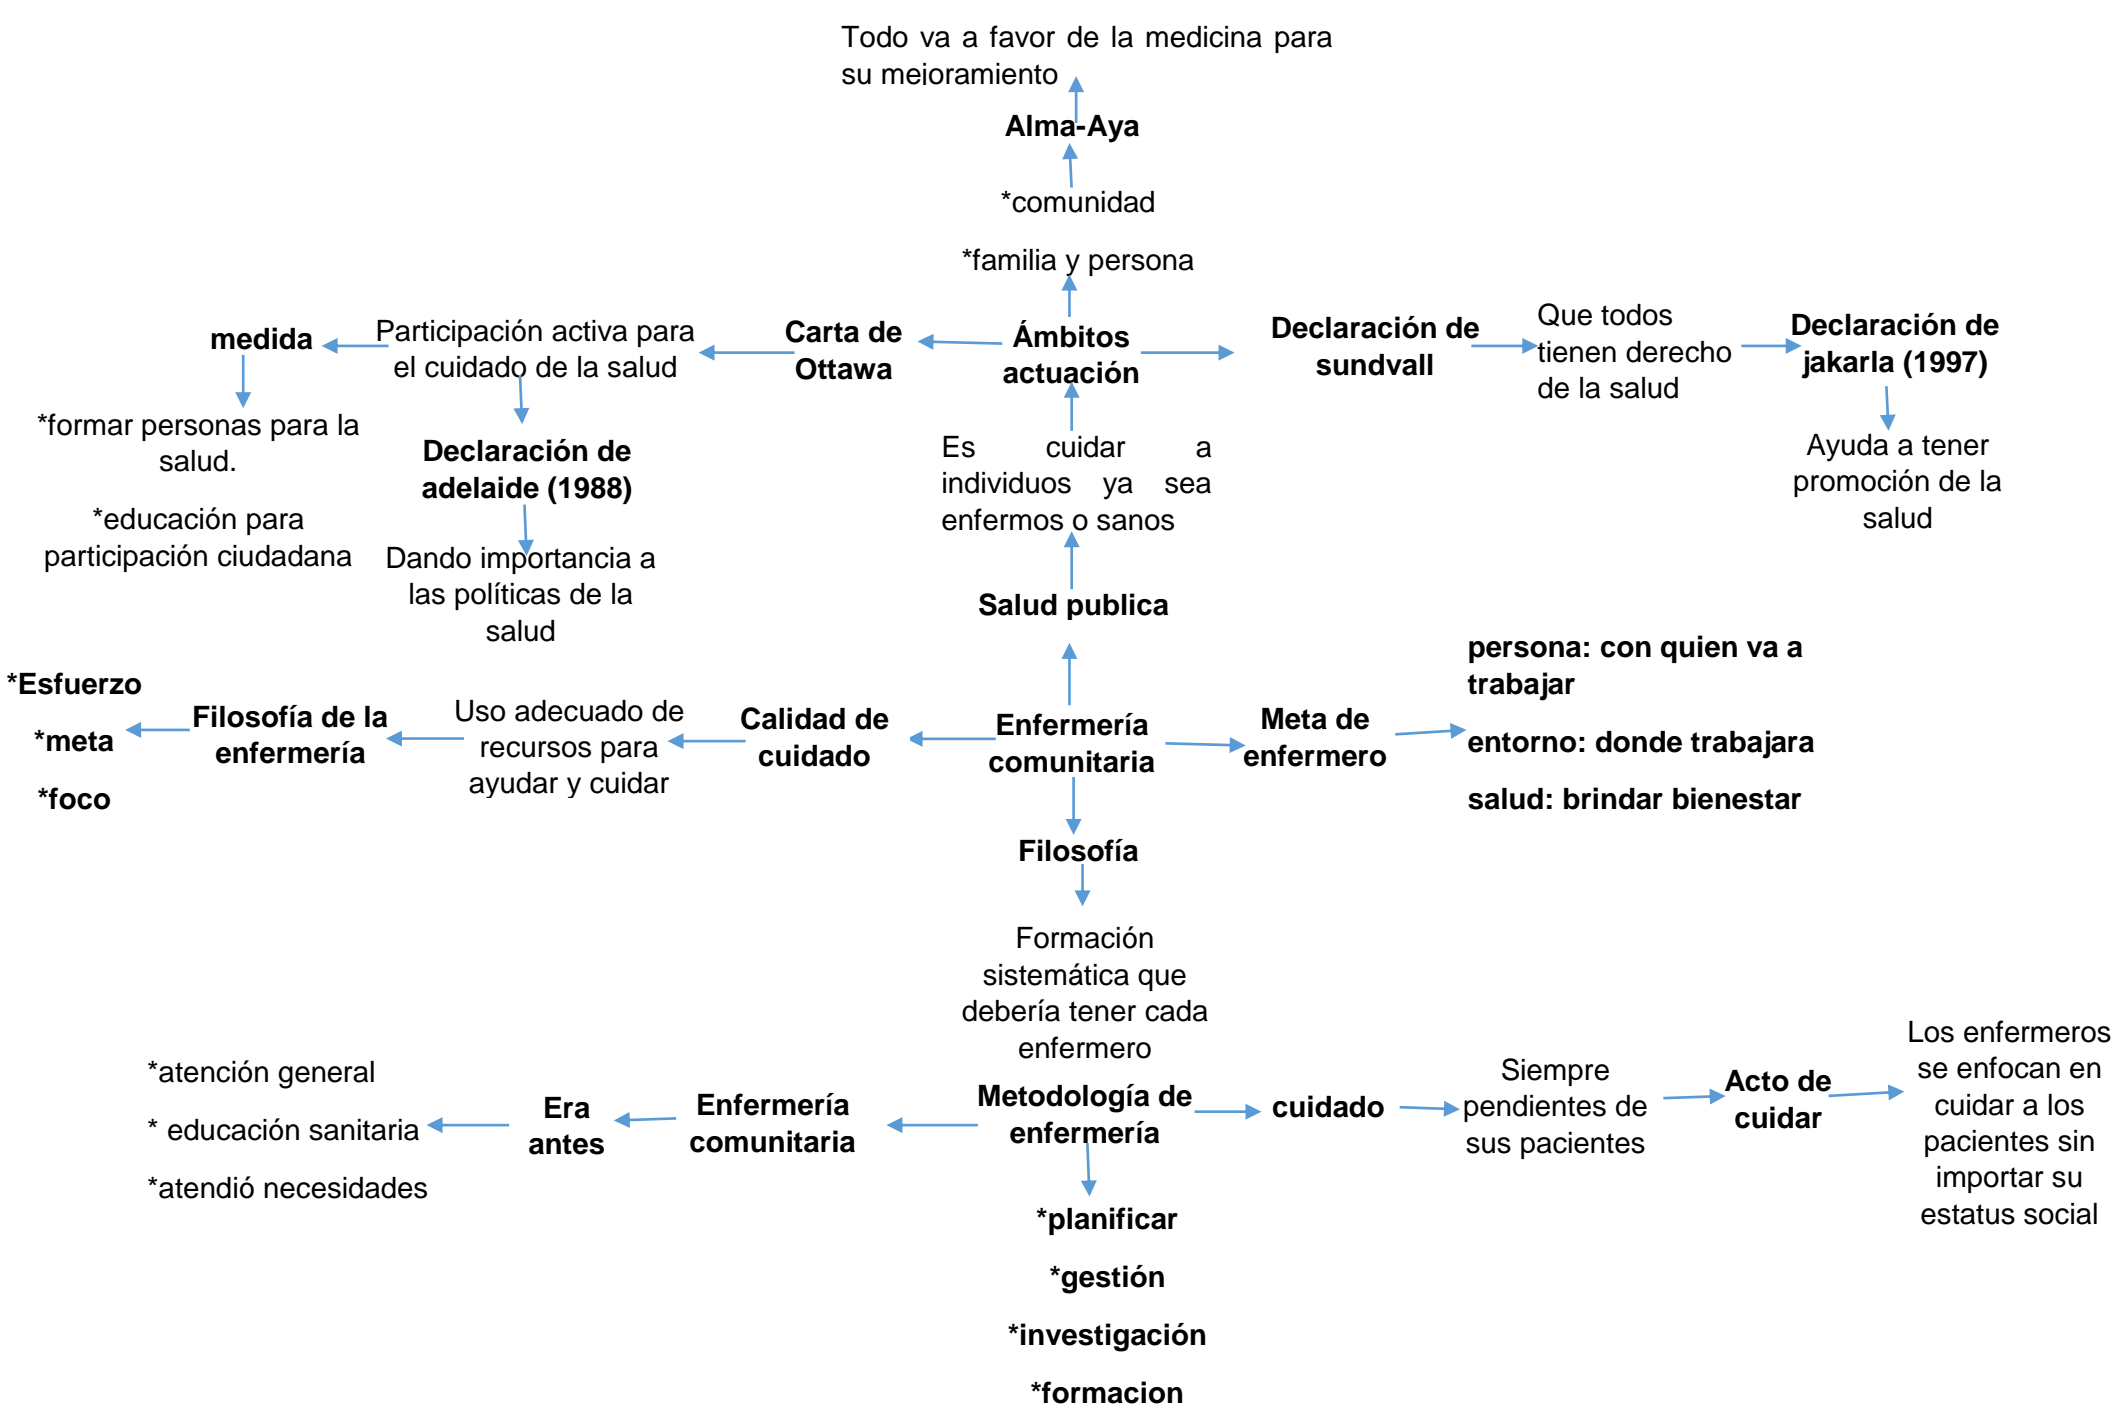 Todo va a favor de la medicina para
su mejoramiento
Alma-Aya
*comunidad
*familia y persona
medida
Participación activa para
el cuidado de la salud
Carta de
Ottawa
Ámbitos
actuación
Declaración de
sundvall
Que todos
tienen derecho
de la salud
Declaración de
jakarla (1997)
*formar personas para la
salud.
*educación para
participación ciudadana
Declaración de
adelaide (1988)
Dando importancia a
las políticas de la
salud
Es cuidar a
individuos ya sea
enfermos o sanos
Ayuda a tener
promoción de la
salud
Salud publica
*Esfuerzo
*meta
*foco
Filosofía de la
enfermería
Uso adecuado de
recursos para
ayudar y cuidar
Calidad de
cuidado
Enfermería
comunitaria
Meta de
enfermero
persona: con quien va a
trabajar
entorno: donde trabajara
salud: brindar bienestar
Filosofía
Formación
sistemática que
debería tener cada
enfermero
*atención general
* educación sanitaria
*atendió necesidades
Era
antes
Enfermería
comunitaria
Metodología de
enfermería
cuidado
Siempre
pendientes de
sus pacientes
Acto de
cuidar
Los enfermeros
se enfocan en
cuidar a los
pacientes sin
importar su
estatus social
*planificar
*gestión
*investigación
*formacion